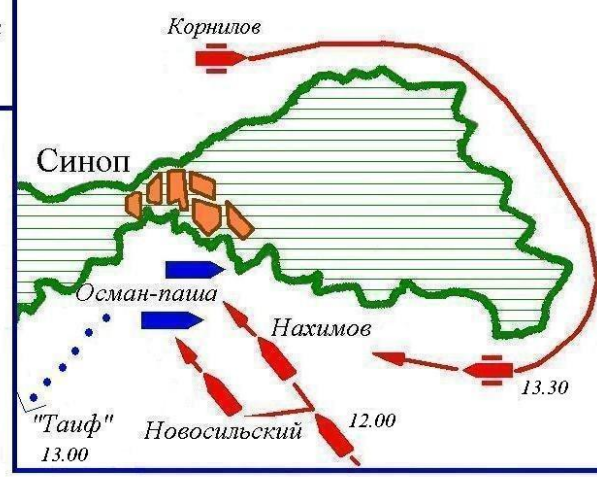 Корнилов
Синоп
Осман-паша
Нахимов
13.30
"Таиф"
Новосильский
12.00
13.00